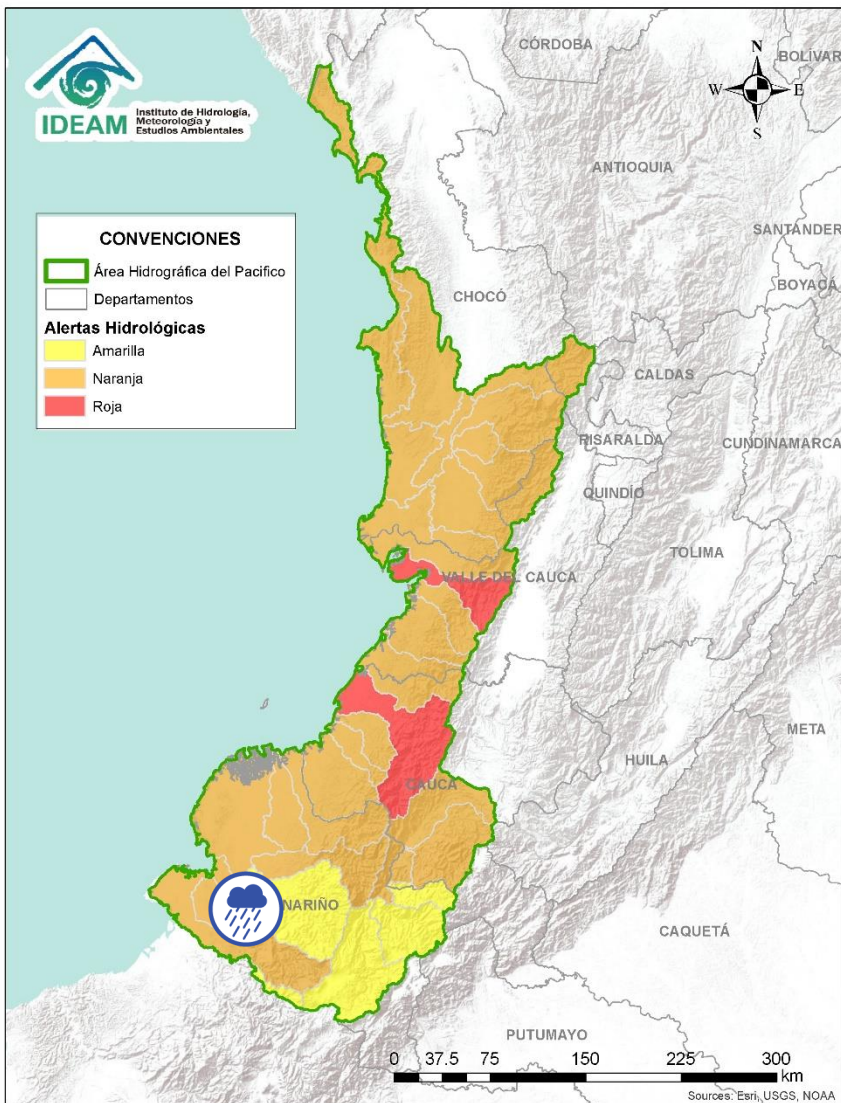 IDEAM
Instituto de Hidrología,
Meteorología y
Estudios Ambientales
N
W
E
S
CONVENCIONES
Área Hidrográfica del Pacifico
Departamentos
Alertas Hidrológicas
Amarilla
Naranja
Roja
CÓRDOBA
BOLÍVAR
ANTIOQUIA
SANTANDER
BOYACÁ
CHOCÓ
CALDAS
RISARALDA
CUNDINAMARCA
QUINDÍO
TOLIMA
VALLE DEL CAUCA
META
HUILA
CAUCA
NARIÑO
CAQUETÁ
PUTUMAYO
0 37.5 75 150 225 300
km
Sources: Esri, USGS, NOAA